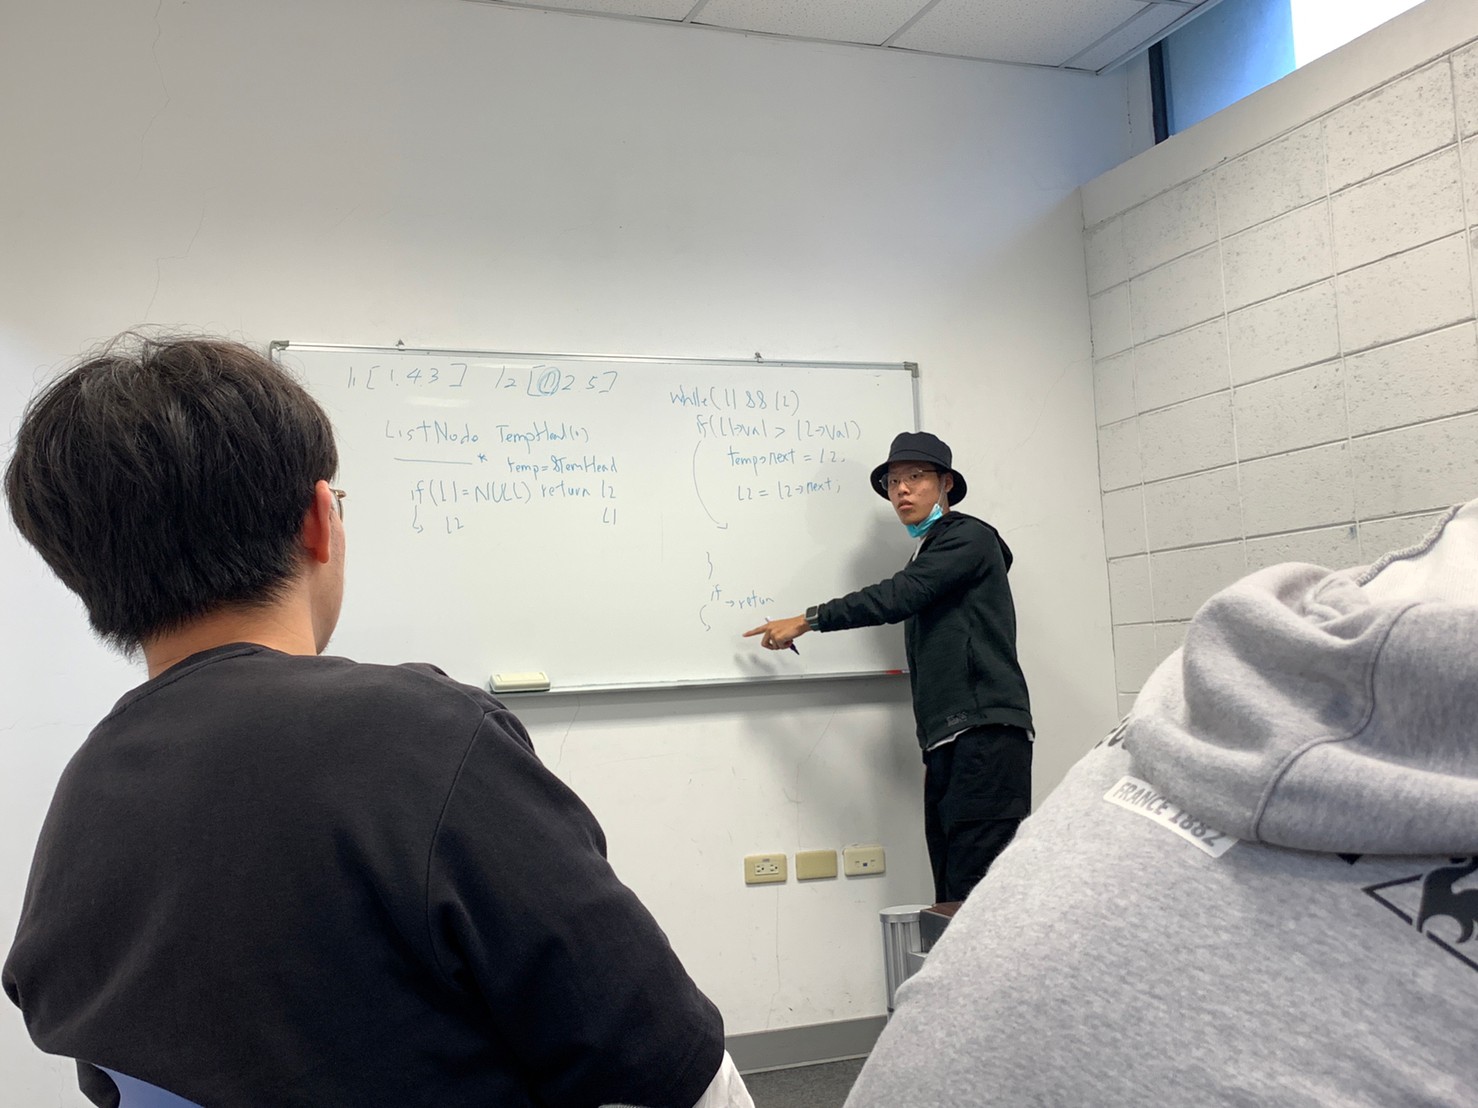 l1 [ 1. 4 3 ] l2 [ 1 2 5 ]
ListNode TempHead(0)
* temp=&TempHead
if(L1=NULL) return l2
↳ L2 L1
while( l1 && l2)
if(L1→val > L2→val)
temp→next = L2,
L2 = L2→next;
}
if → return
FRANCE 1882